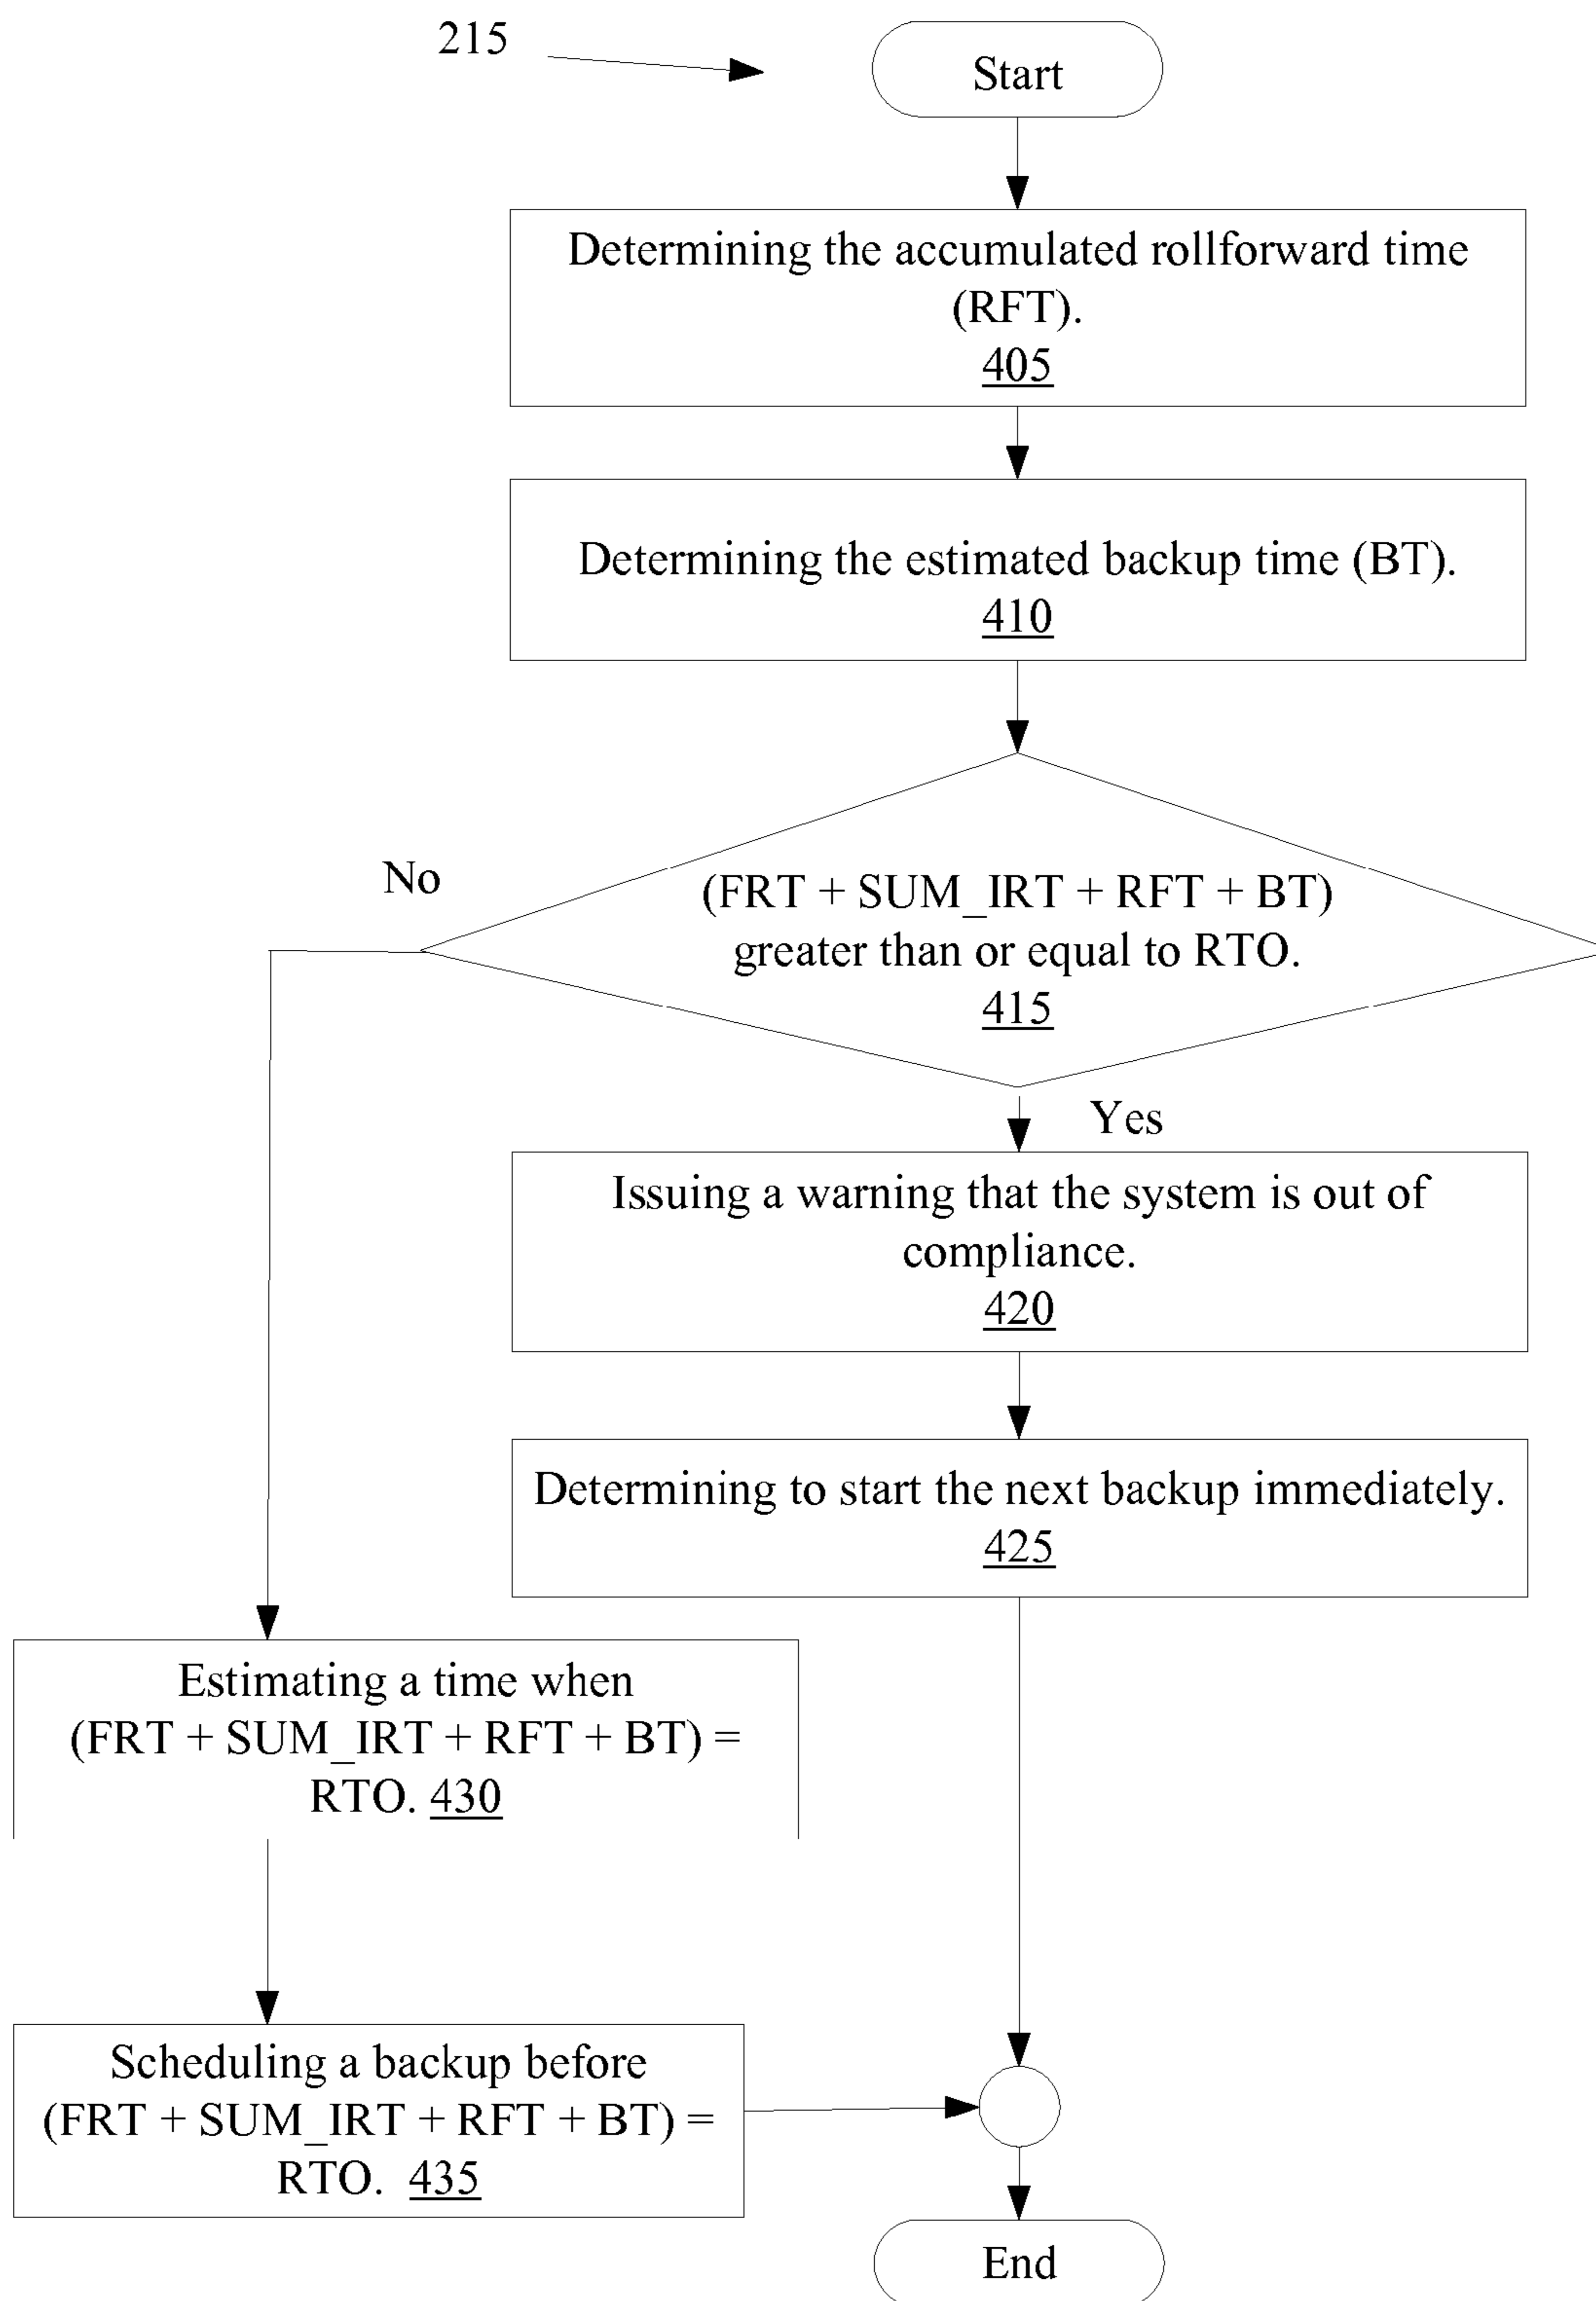 215
Start
Determining the accumulated rollforward time
(RFT).
405
Determining the estimated backup time (BT).
410
No
(FRT + SUM_IRT + RFT + BT)
greater than or equal to RTO.
415
Yes
Issuing a warning that the system is out of
compliance.
420
Determining to start the next backup immediately.
425
Estimating a time when
(FRT + SUM_IRT + RFT + BT) =
RTO. 430
Scheduling a backup before
(FRT + SUM_IRT + RFT + BT) =
RTO. 435
End